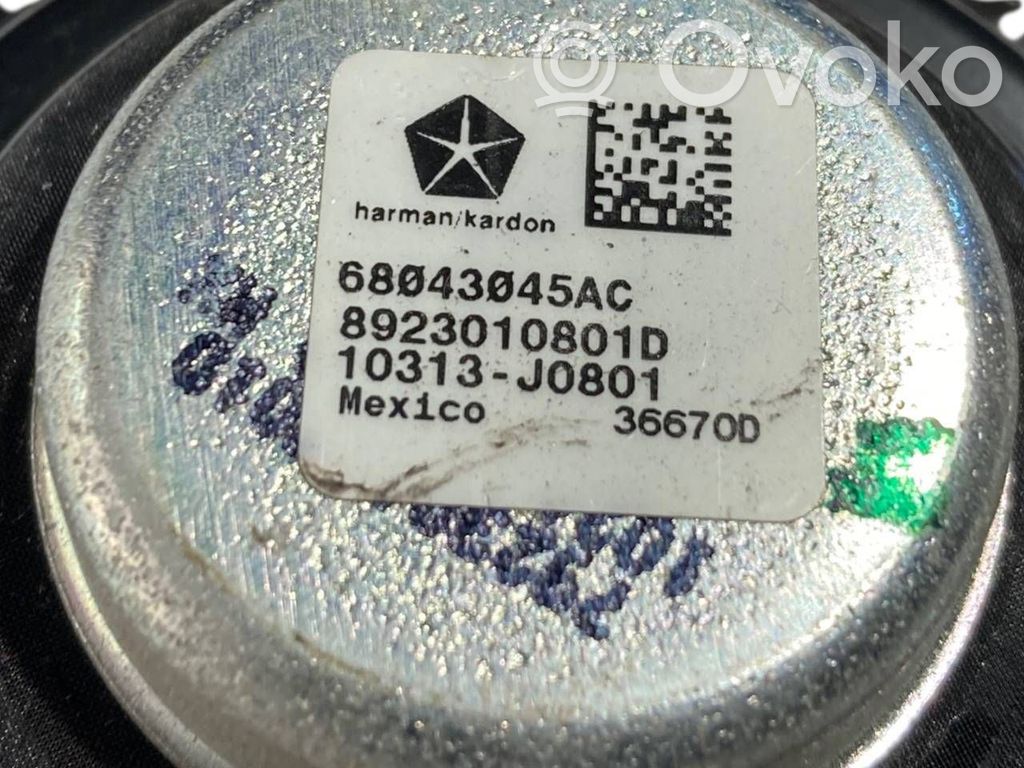 Ovoko
harman/kardon
68043045AC
8923010801D
10313-J0801
Mexico 36670D